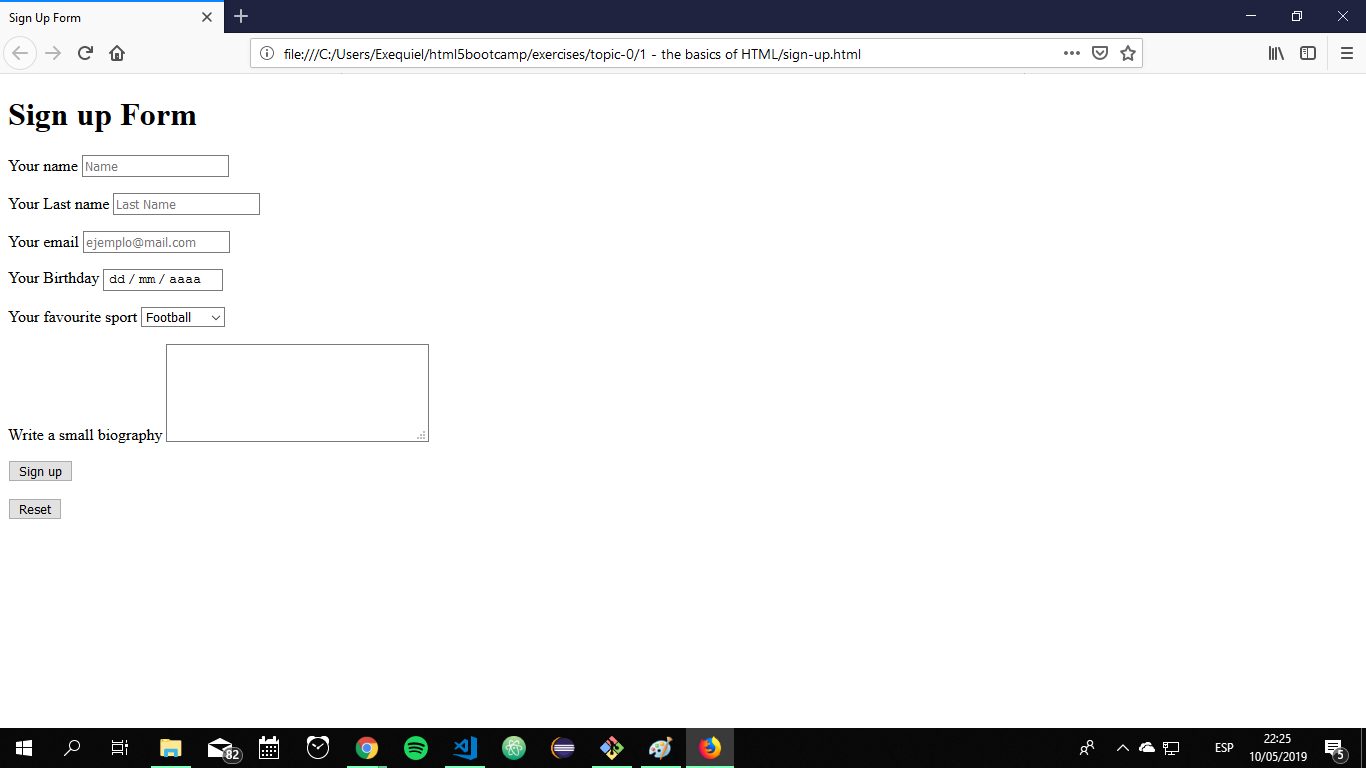 Sign Up Form
file:///C:/Users/Exequiel/html5bootcamp/exercises/topic-0/1 - the basics of HTML/sign-up.html
Sign up Form
Your name Name
Your Last name Last Name
Your email ejemplo@mail.com
Your Birthday dd / mm / aaaa
Your favourite sport Football
Write a small biography
Sign up
Reset
82
ESP
22:25
10/05/2019
5